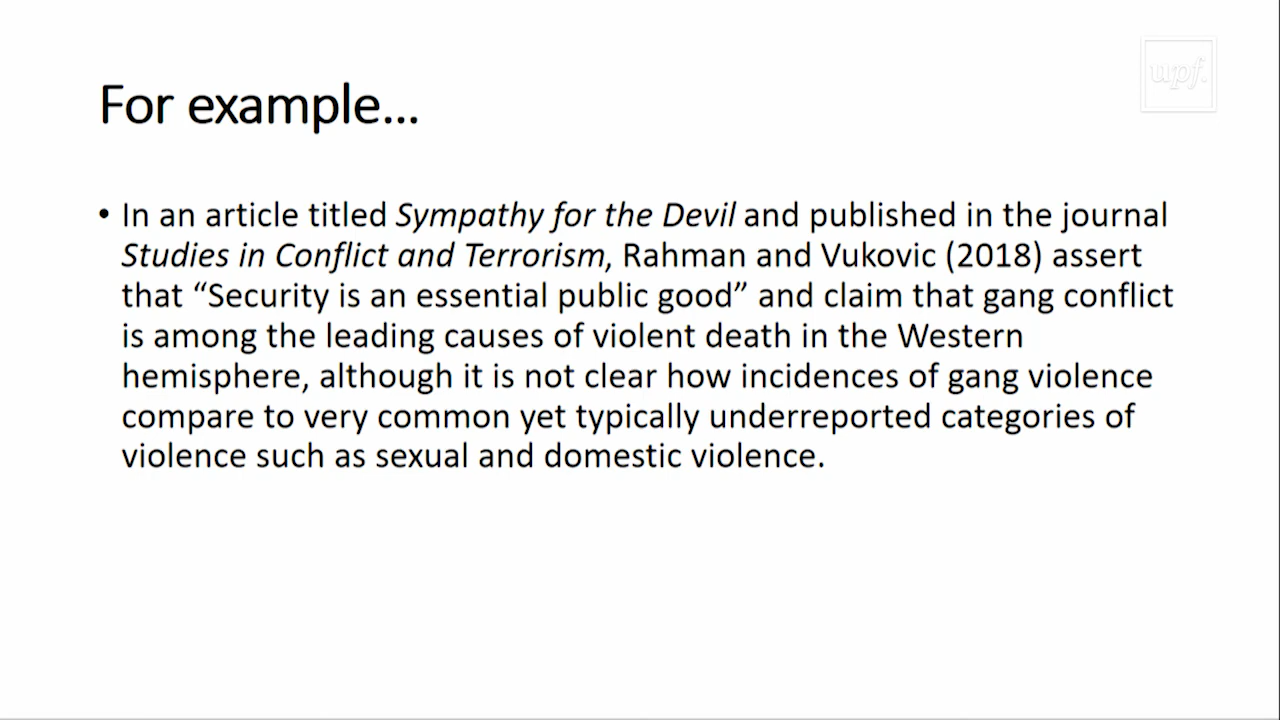 upf.
For example...
• In an article titled Sympathy for the Devil and published in the journal
Studies in Conflict and Terrorism, Rahman and Vukovic (2018) assert
that “Security is an essential public good” and claim that gang conflict
is among the leading causes of violent death in the Western
hemisphere, although it is not clear how incidences of gang violence
compare to very common yet typically underreported categories of
violence such as sexual and domestic violence.